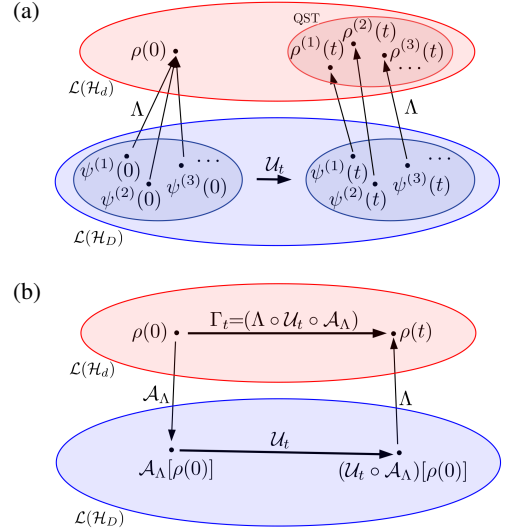 (a)
QST
ρ(0)
ρ⁽¹⁾(t) ρ⁽²⁾(t) ρ⁽³⁾(t) ...
ℒ(ℋ_d)
Λ
Λ
ψ⁽¹⁾(0) ψ⁽²⁾(0) ψ⁽³⁾(0) ...
𝒰_t
ψ⁽¹⁾(t) ψ⁽²⁾(t) ψ⁽³⁾(t) ...
ℒ(ℋ_D)
(b)
ρ(0)
Γ_t=(Λ ∘ 𝒰_t ∘ 𝒜_Λ)
ρ(t)
ℒ(ℋ_d)
𝒜_Λ
Λ
𝒰_t
𝒜_Λ[ρ(0)]
(𝒰_t ∘ 𝒜_Λ)[ρ(0)]
ℒ(ℋ_D)